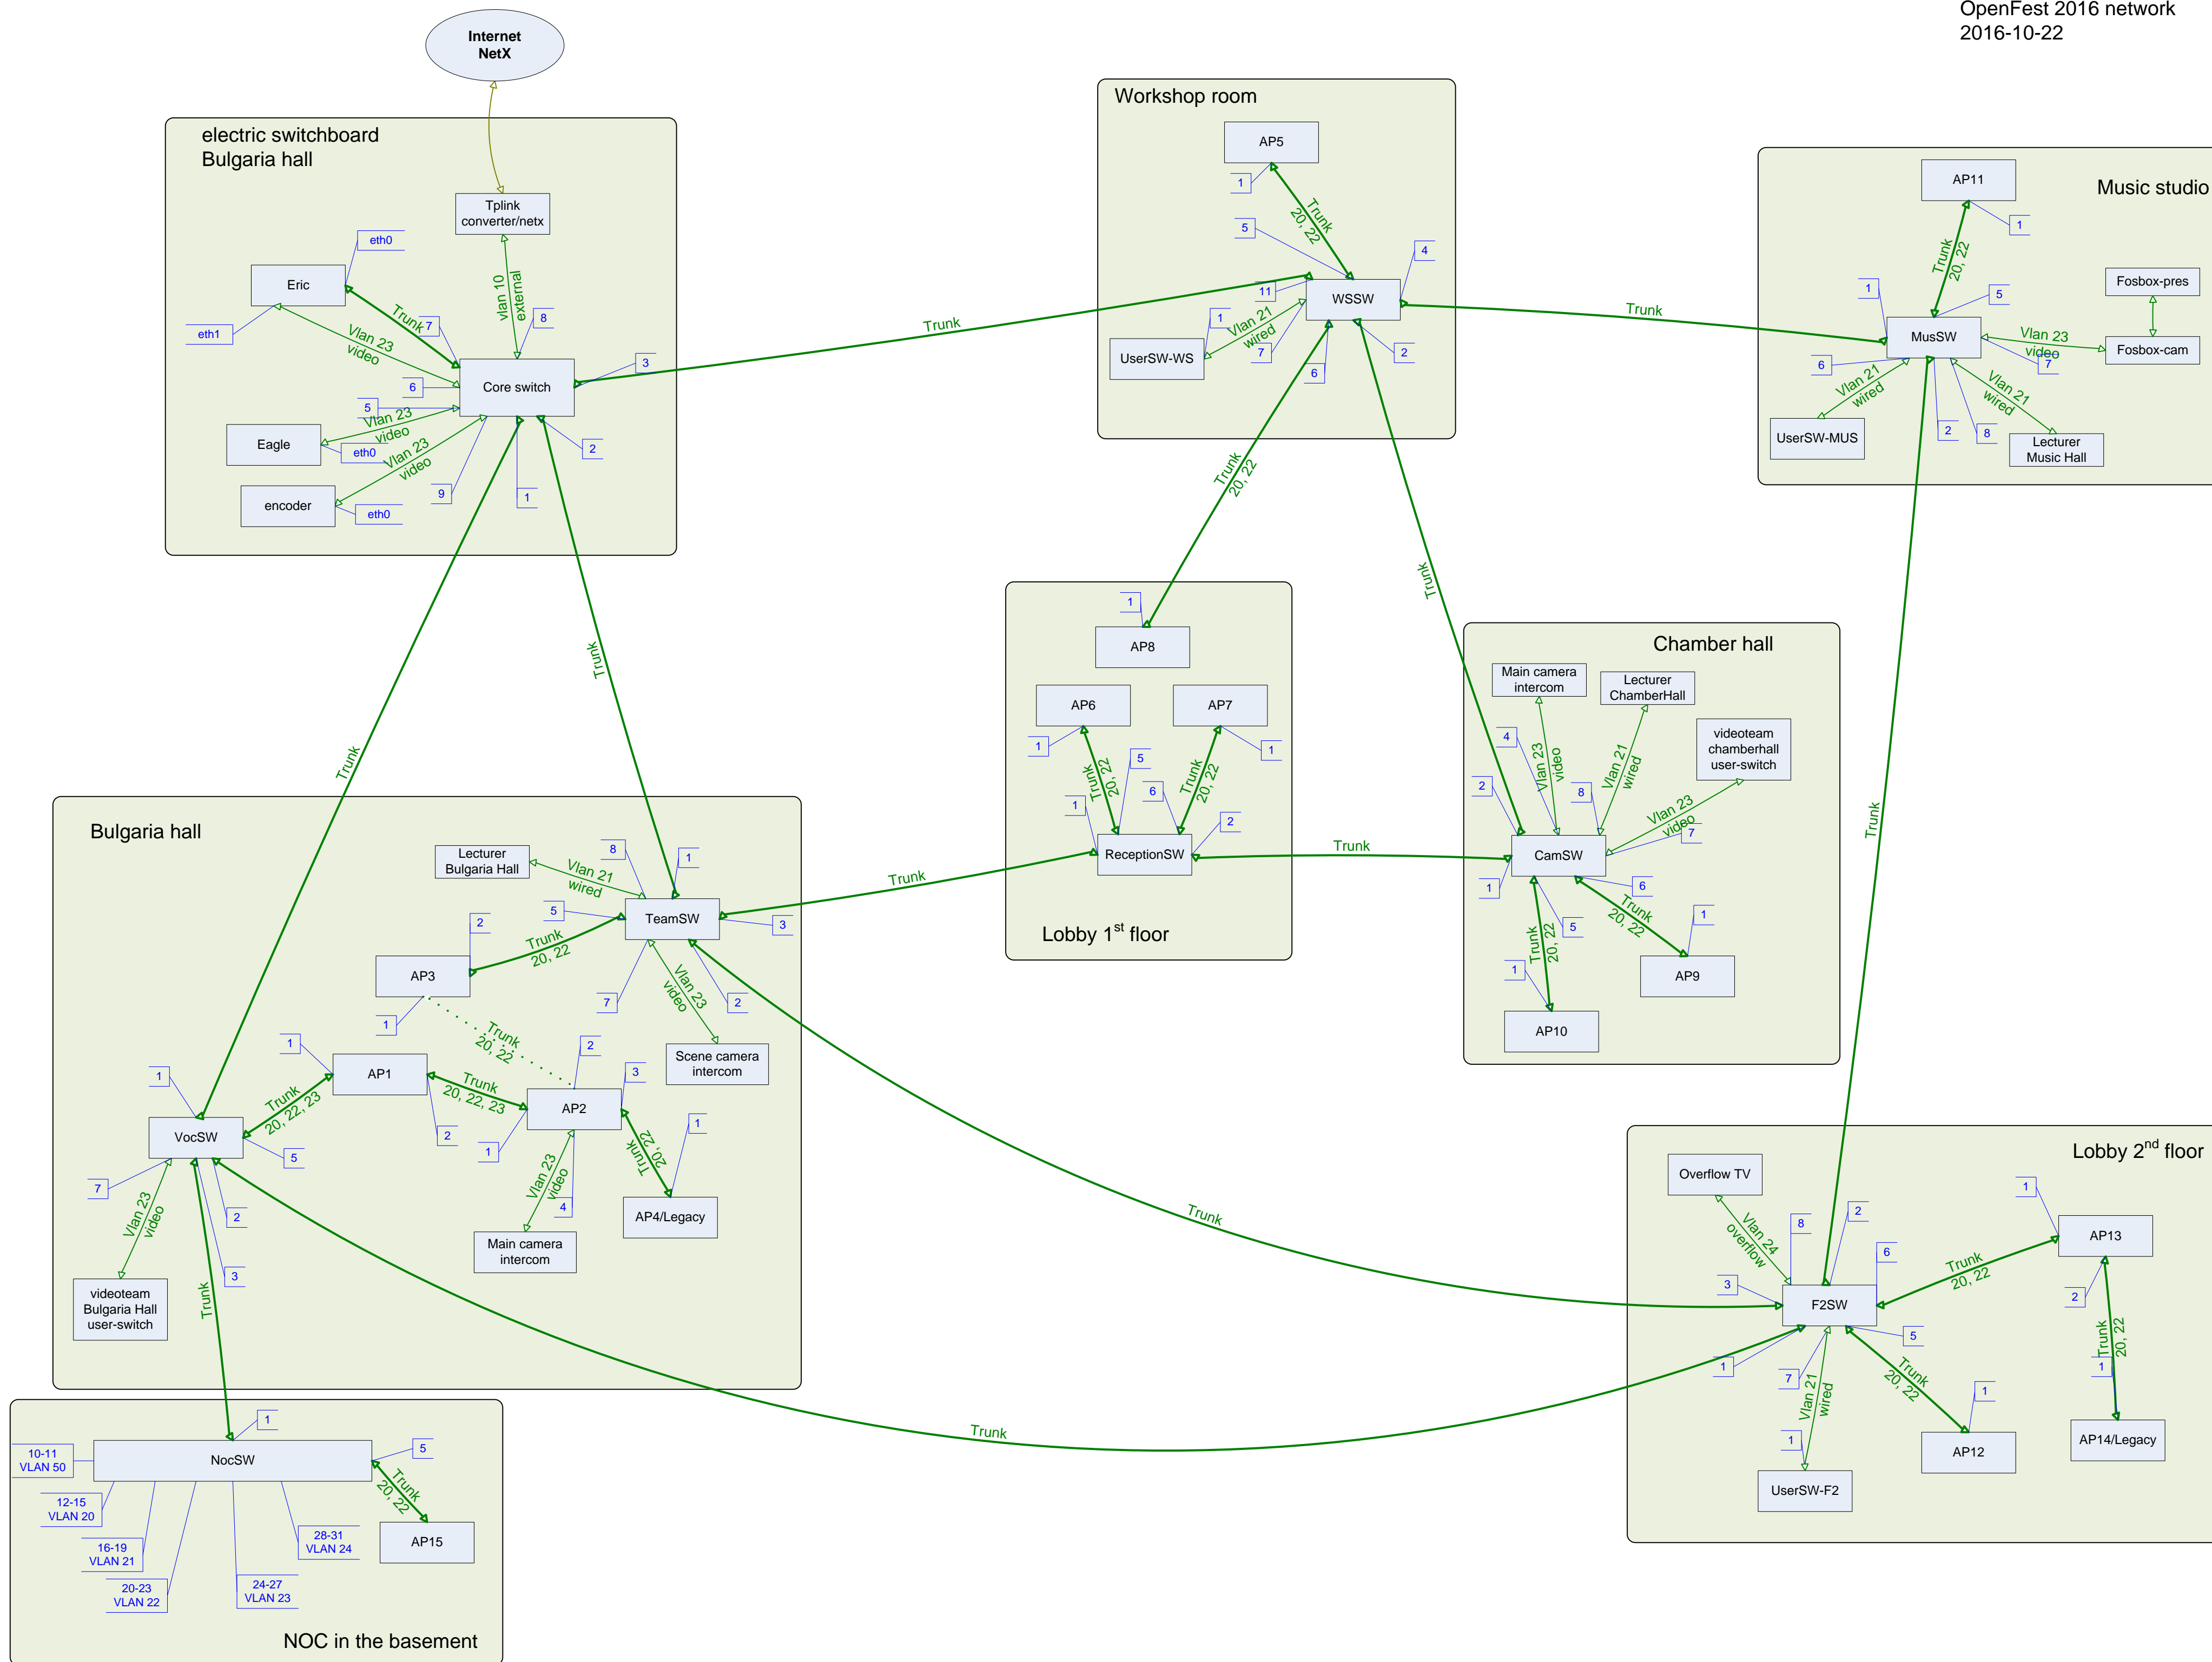 OpenFest 2016 network
2016-10-22
Internet
NetX
electric switchboard
Bulgaria hall
Tplink
converter/netx
eth0
Eric
vlan 10
external
Trunk
7
8
eth1
Vlan 23
video
3
Core switch
6
5
Vlan 23
video
Eagle
eth0
Vlan 23
video
2
9
1
encoder
eth0
Trunk
Trunk
Trunk
Workshop room
AP5
1
Trunk
20, 22
5
4
11
WSSW
1
Vlan 21
wired
UserSW-WS
7
2
6
Trunk
Trunk
20, 22
Trunk
Music studio
AP11
1
Trunk
20, 22
Fosbox-pres
1
5
MusSW
Vlan 23
video
Fosbox-cam
6
7
Vlan 21
wired
Vlan 21
wired
UserSW-MUS
2
8
Lecturer
Music Hall
Trunk
1
AP8
AP6
AP7
1
1
5
Trunk
20, 22
6
Trunk
20, 22
1
2
ReceptionSW
Lobby 1st floor
Trunk
Trunk
Chamber hall
Main camera
intercom
Lecturer
ChamberHall
videoteam
chamberhall
user-switch
4
Vlan 23
video
Vlan 21
wired
2
8
Vlan 23
video
7
CamSW
1
6
5
Trunk
20, 22
Trunk
20, 22
1
1
AP9
AP10
Bulgaria hall
Lecturer
Bulgaria Hall
8
1
Vlan 21
wired
5
TeamSW
3
2
Trunk
20, 22
AP3
Vlan 23
video
7
2
1
Trunk
20, 22
1
2
Scene camera
intercom
AP1
3
1
Trunk
20, 22, 23
Trunk
20, 22, 23
AP2
VocSW
2
1
5
Trunk
20, 22
1
7
Vlan 23
video
Vlan 23
video
4
AP4/Legacy
2
3
Main camera
intercom
Trunk
videoteam
Bulgaria Hall
user-switch
Trunk
Trunk
Lobby 2nd floor
Overflow TV
1
8
2
Vlan 24
overflow
6
AP13
3
Trunk
20, 22
F2SW
2
5
1
7
Trunk
20, 22
1
Vlan 21
wired
Trunk
20, 22
1
1
AP12
AP14/Legacy
UserSW-F2
1
5
10-11
VLAN 50
NocSW
Trunk
20, 22
12-15
VLAN 20
16-19
VLAN 21
20-23
VLAN 22
24-27
VLAN 23
28-31
VLAN 24
AP15
NOC in the basement